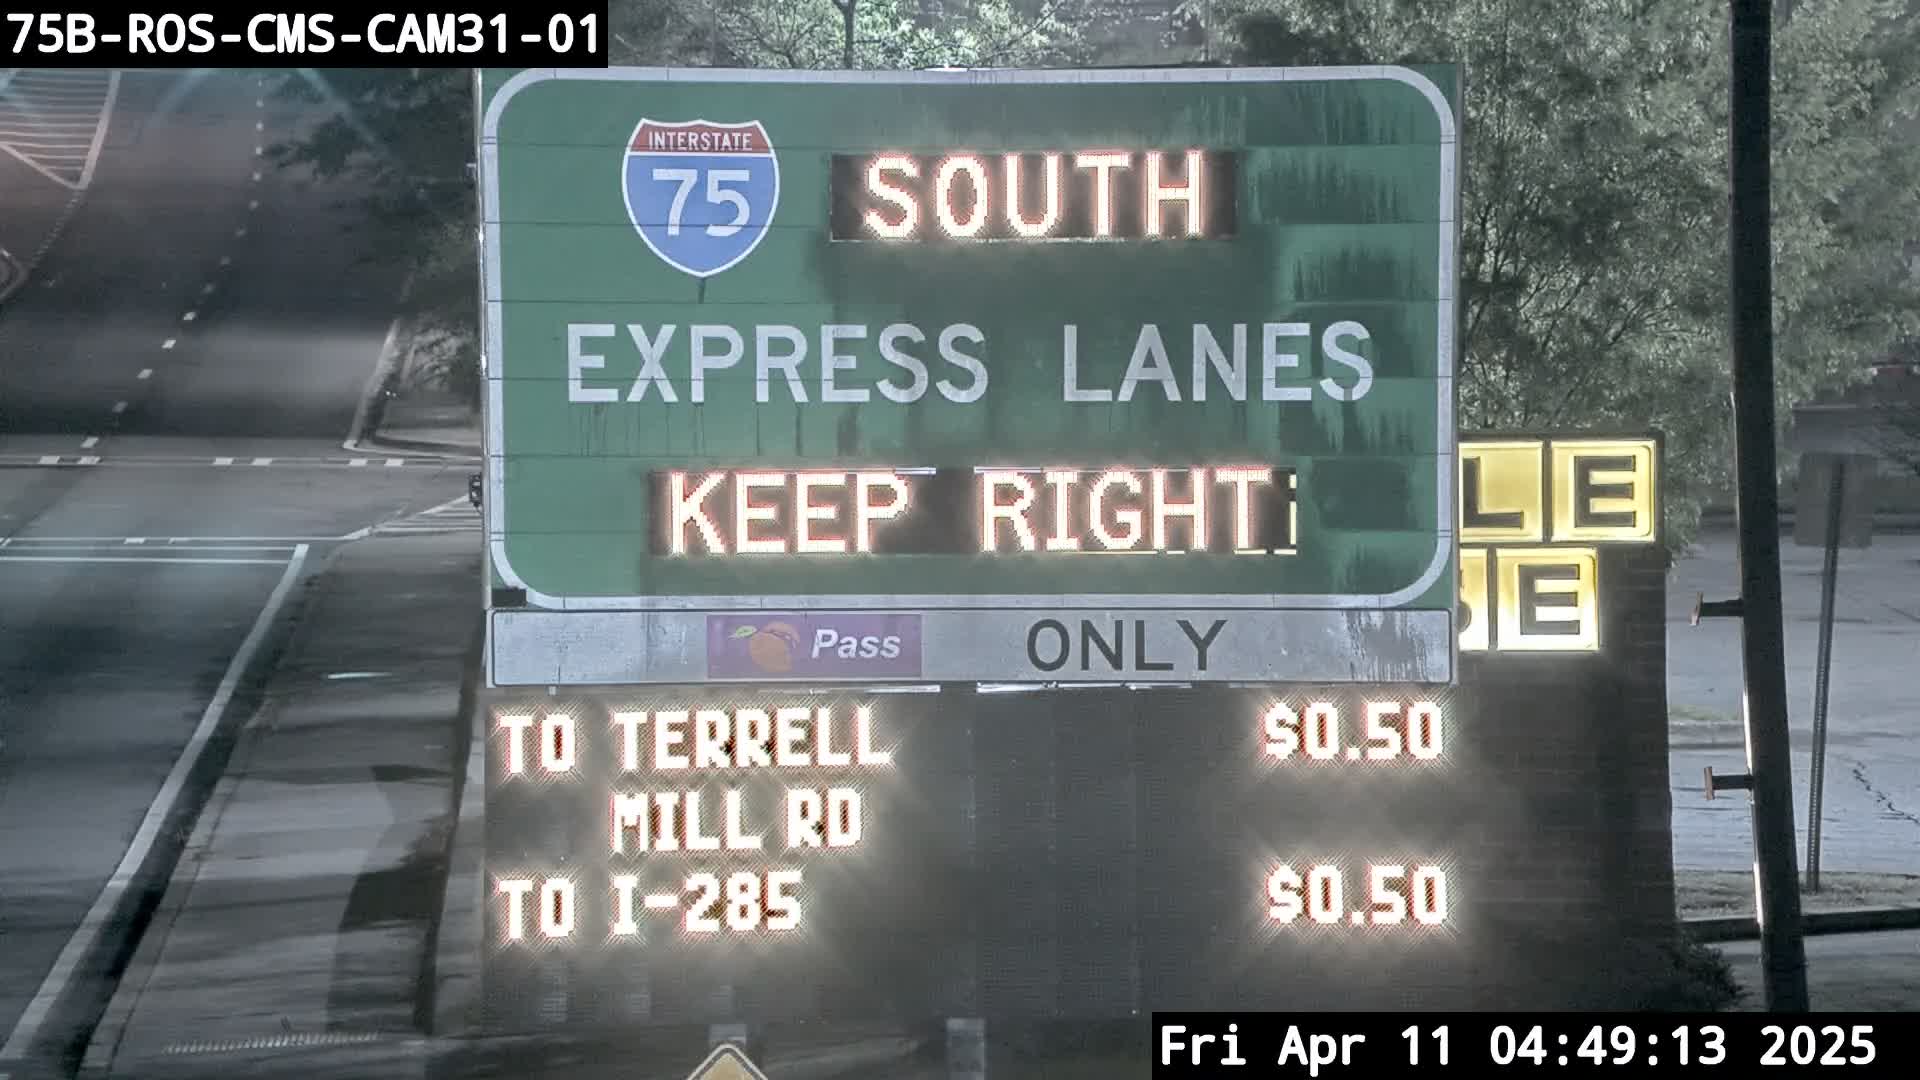 75B-ROS-CMS-CAM31-01
INTERSTATE
75
SOUTH
EXPRESS LANES
KEEP RIGHT
Pass ONLY
TO TERRELL $0.50
MILL RD
TO I-285 $0.50
LE
E
Fri Apr 11 04:49:13 2025